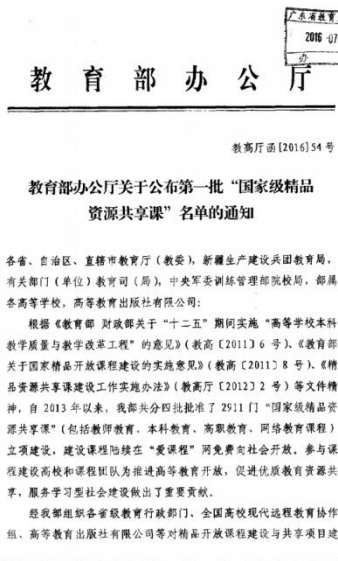 广东省教育
2016-07
办
教育部办公厅
教高厅函[2016]54号
教育部办公厅关于公布第一批“国家级精品
资源共享课”名单的通知
各省、自治区、直辖市教育厅（教委），新疆生产建设兵团教育局，
有关部门（单位）教育司（局），中央军委训练管理部院校局，部属
各高等学校，高等教育出版社有限公司：
根据《教育部 财政部关于“十二五”期间实施“高等学校本科
教学质量与教学改革工程”的意见》（教高〔2011〕6号）、《教育部
关于国家精品开放课程建设的实施意见》（教高〔2011〕8号）、《精
品资源共享课建设工作实施办法》（教高厅〔2012〕2号）等文件精
神，自2013年以来，我部共分四批批准了2911门“国家级精品资
源共享课”（包括教师教育、本科教育、高职教育、网络教育课程）
立项建设，建设课程陆续在“爱课程”网免费向社会开放。参与课
程建设高校和课程团队为推进高等教育开放，促进优质教育资源共
享，服务学习型社会建设做出了重要贡献。
经我部组织各省级教育行政部门、全国高校现代远程教育协作
组、高等教育出版社有限公司等对精品开放课程建设与共享项目建